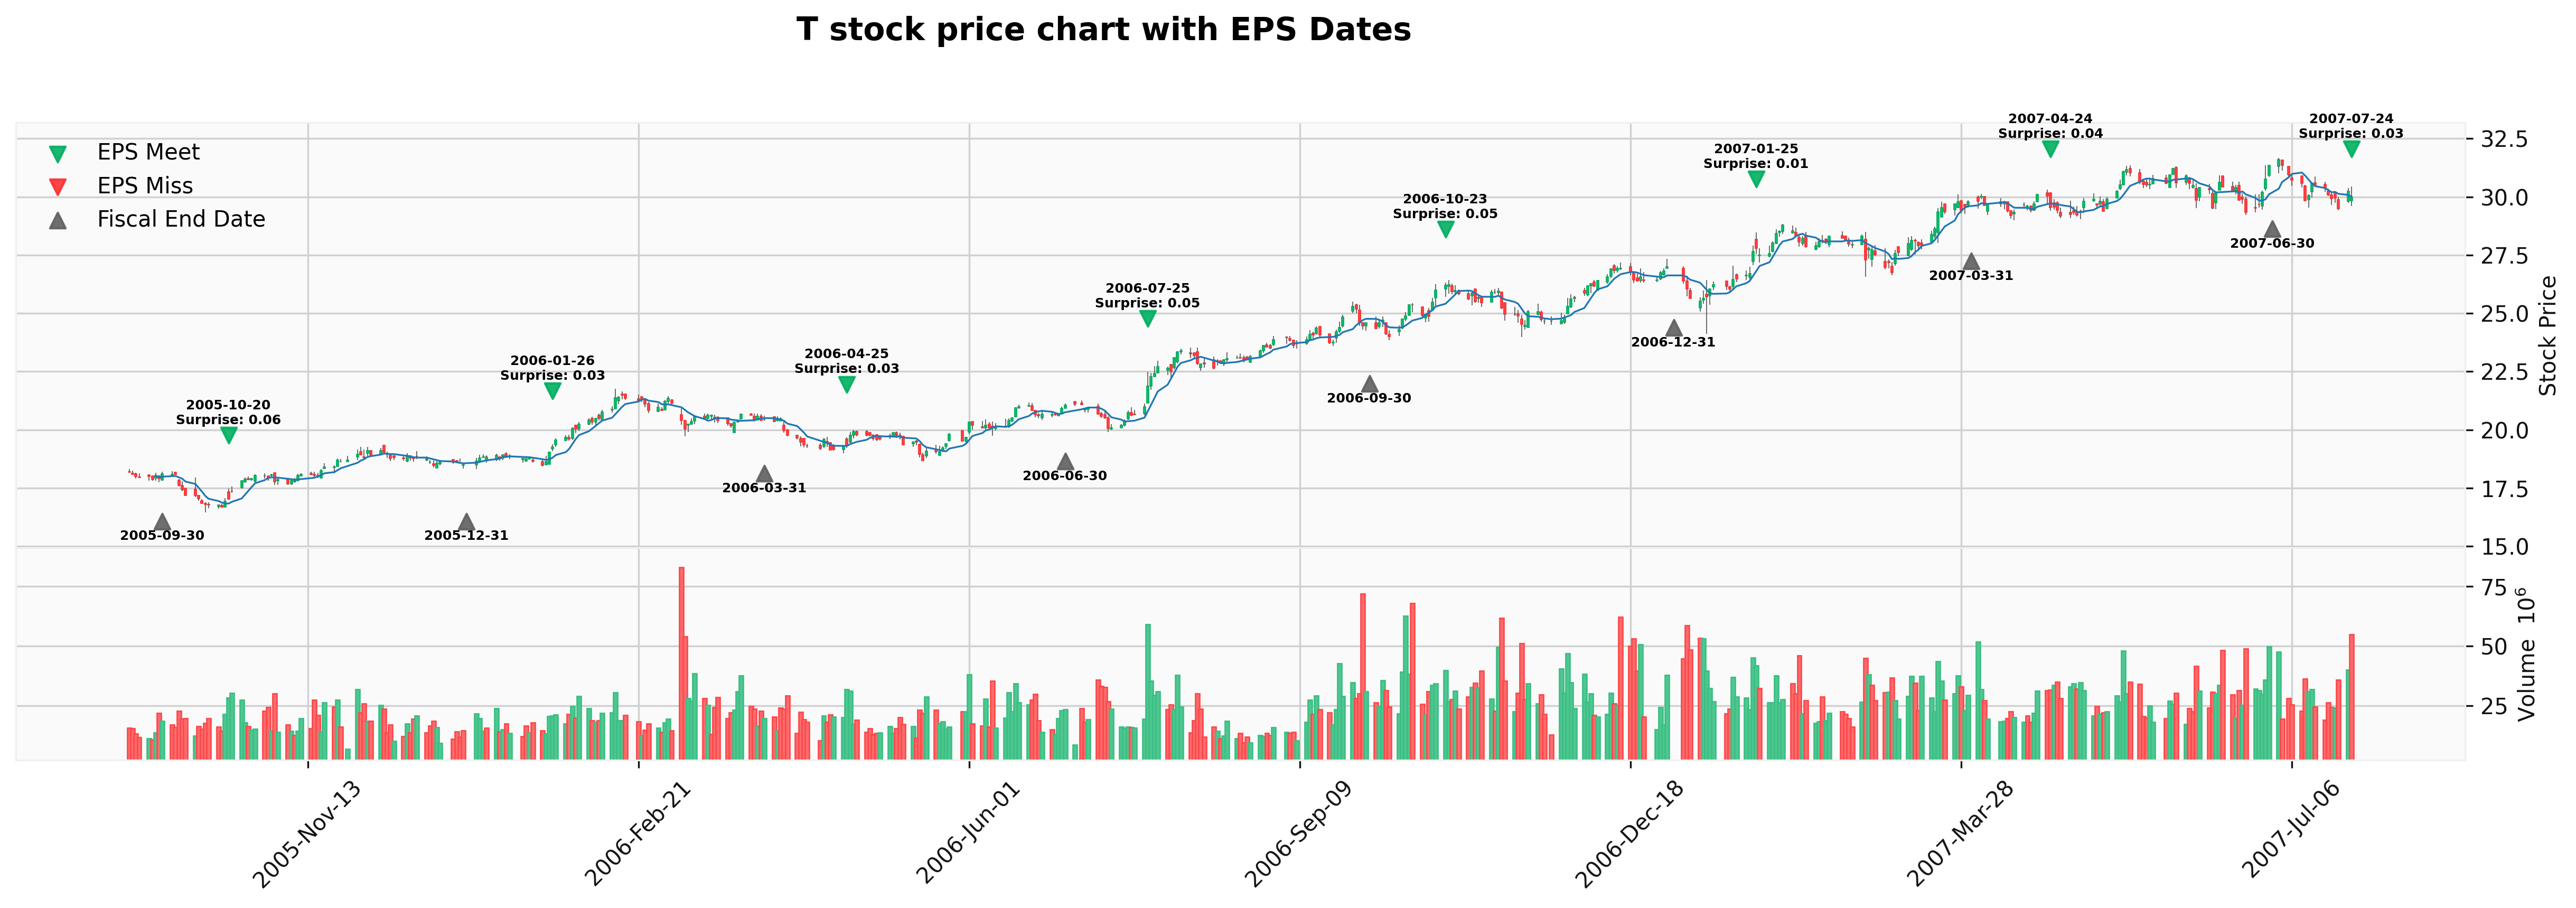 T stock price chart with EPS Dates
EPS Meet
EPS Miss
Fiscal End Date
2005-10-20
Surprise: 0.06
2006-01-26
Surprise: 0.03
2006-04-25
Surprise: 0.03
2006-07-25
Surprise: 0.05
2006-10-23
Surprise: 0.05
2007-01-25
Surprise: 0.01
2007-04-24
Surprise: 0.04
2007-07-24
Surprise: 0.03
2005-09-30
2005-12-31
2006-03-31
2006-06-30
2006-09-30
2006-12-31
2007-03-31
2007-06-30
32.5
30.0
27.5
25.0
22.5
20.0
17.5
15.0
Stock Price
75
50
25
Volume 10^6
2005-Nov-13
2006-Feb-21
2006-Jun-01
2006-Sep-09
2006-Dec-18
2007-Mar-28
2007-Jul-06